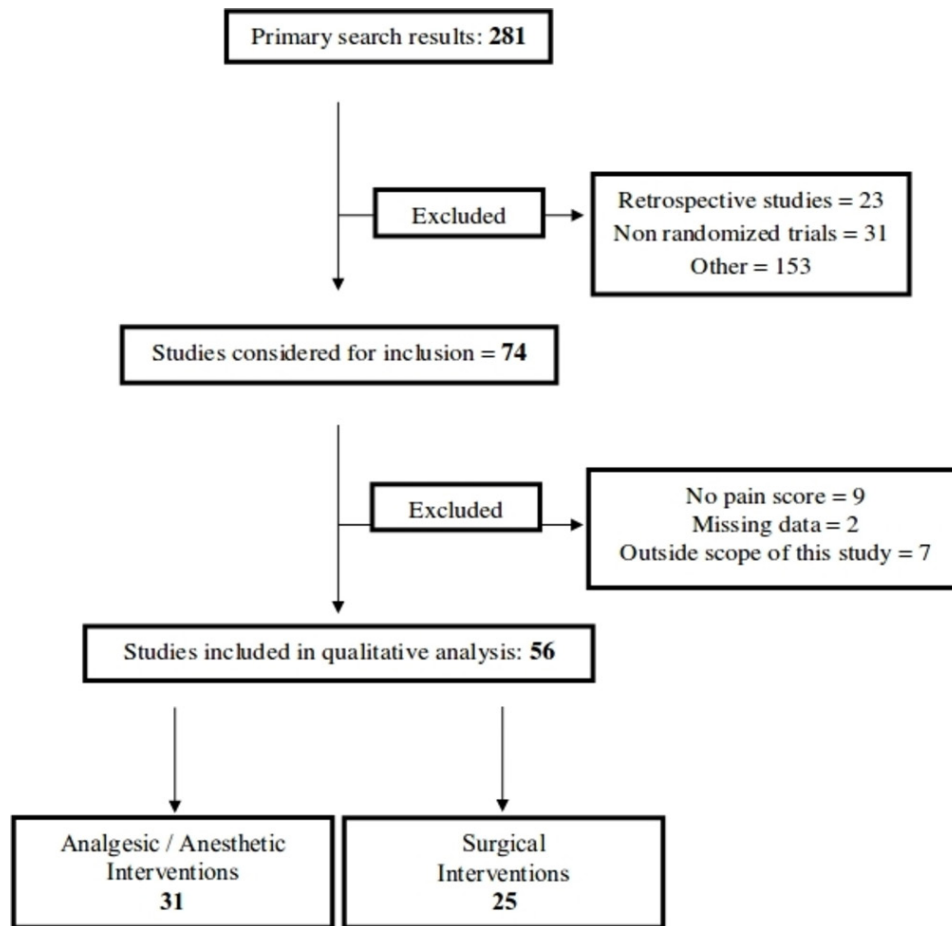 Primary search results: 281
Excluded
Retrospective studies = 23
Non randomized trials = 31
Other = 153
Studies considered for inclusion = 74
Excluded
No pain score = 9
Missing data = 2
Outside scope of this study = 7
Studies included in qualitative analysis: 56
Analgesic / Anesthetic
Interventions
31
Surgical
Interventions
25